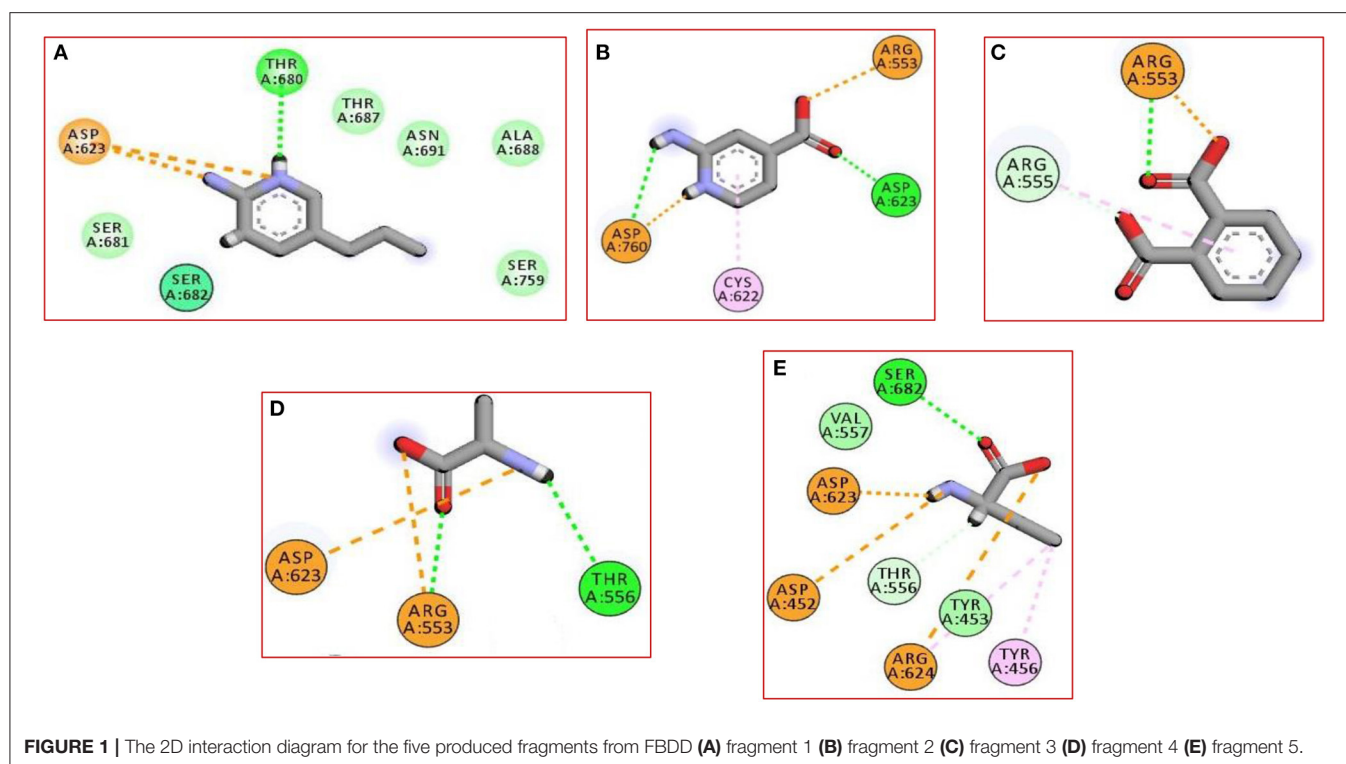 A
THR
A:680
THR
A:687
ASP
A:623
ASN
A:691
ALA
A:688
SER
A:681
SER
A:682
SER
A:759
B
ARG
A:553
ASP
A:623
ASP
A:760
CYS
A:622
C
ARG
A:553
ARG
A:555
D
ASP
A:623
ARG
A:553
THR
A:556
E
SER
A:682
VAL
A:557
ASP
A:623
THR
A:556
ASP
A:452
TYR
A:453
ARG
A:624
TYR
A:456
FIGURE 1 | The 2D interaction diagram for the five produced fragments from FBDD (A) fragment 1 (B) fragment 2 (C) fragment 3 (D) fragment 4 (E) fragment 5.